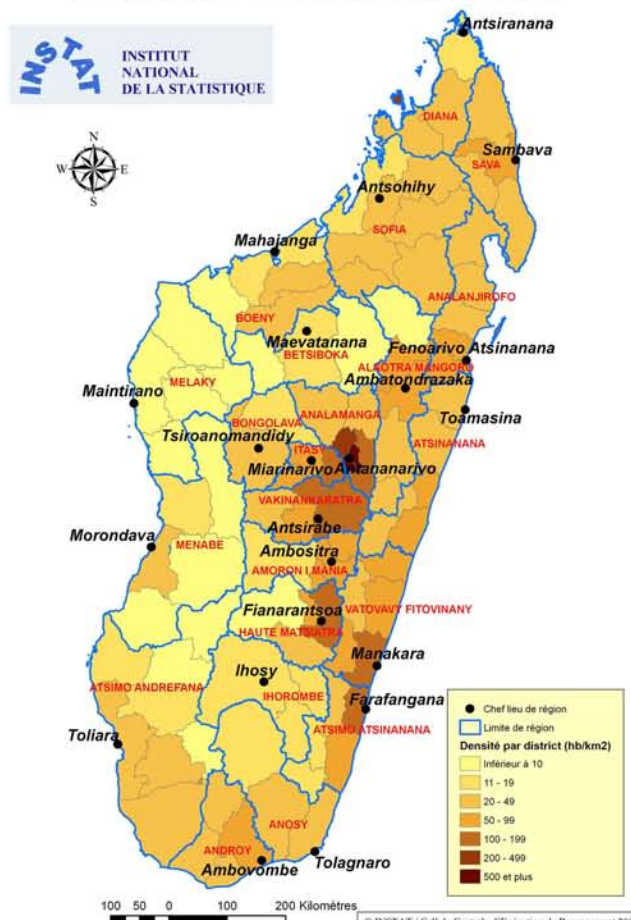 INSTAT
INSTITUT
NATIONAL
DE LA STATISTIQUE
N
W E
S
Antsiranana
DIANA
Sambava
SAVA
Antsohihy
SOFIA
Mahajanga
ANALANJIROFO
BOENY
Maevatanana
BETSIBOKA
Fenoarivo Atsinanana
ALAOTRA MANGORO
Ambatondrazaka
MELAKY
Maintirano
Toamasina
ANALAMANGA
BONGOLAVA
ATSINANANA
Tsiroanomandidy
ITASY
Miarinarivo
Antananarivo
VAKINANKARATRA
Antsirabe
Morondava
MENABE
Ambositra
AMORON I MANIA
Fianarantsoa
VATOVAVY FITOVINANY
HAUTE MATSIATRA
Manakara
Ihosy
ATSIMO ANDREFANA
IHOROMBE
Farafangana
ATSIMO ATSINANANA
Toliara
ANOSY
ANDROY
Ambovombe
Tolagnaro
Chef lieu de région
Limite de région
Densité par district (hb/km2)
Inférieur à 10
11 - 19
20 - 49
50 - 99
100 - 199
200 - 499
500 et plus
100 50 0 100 200 Kilomètres